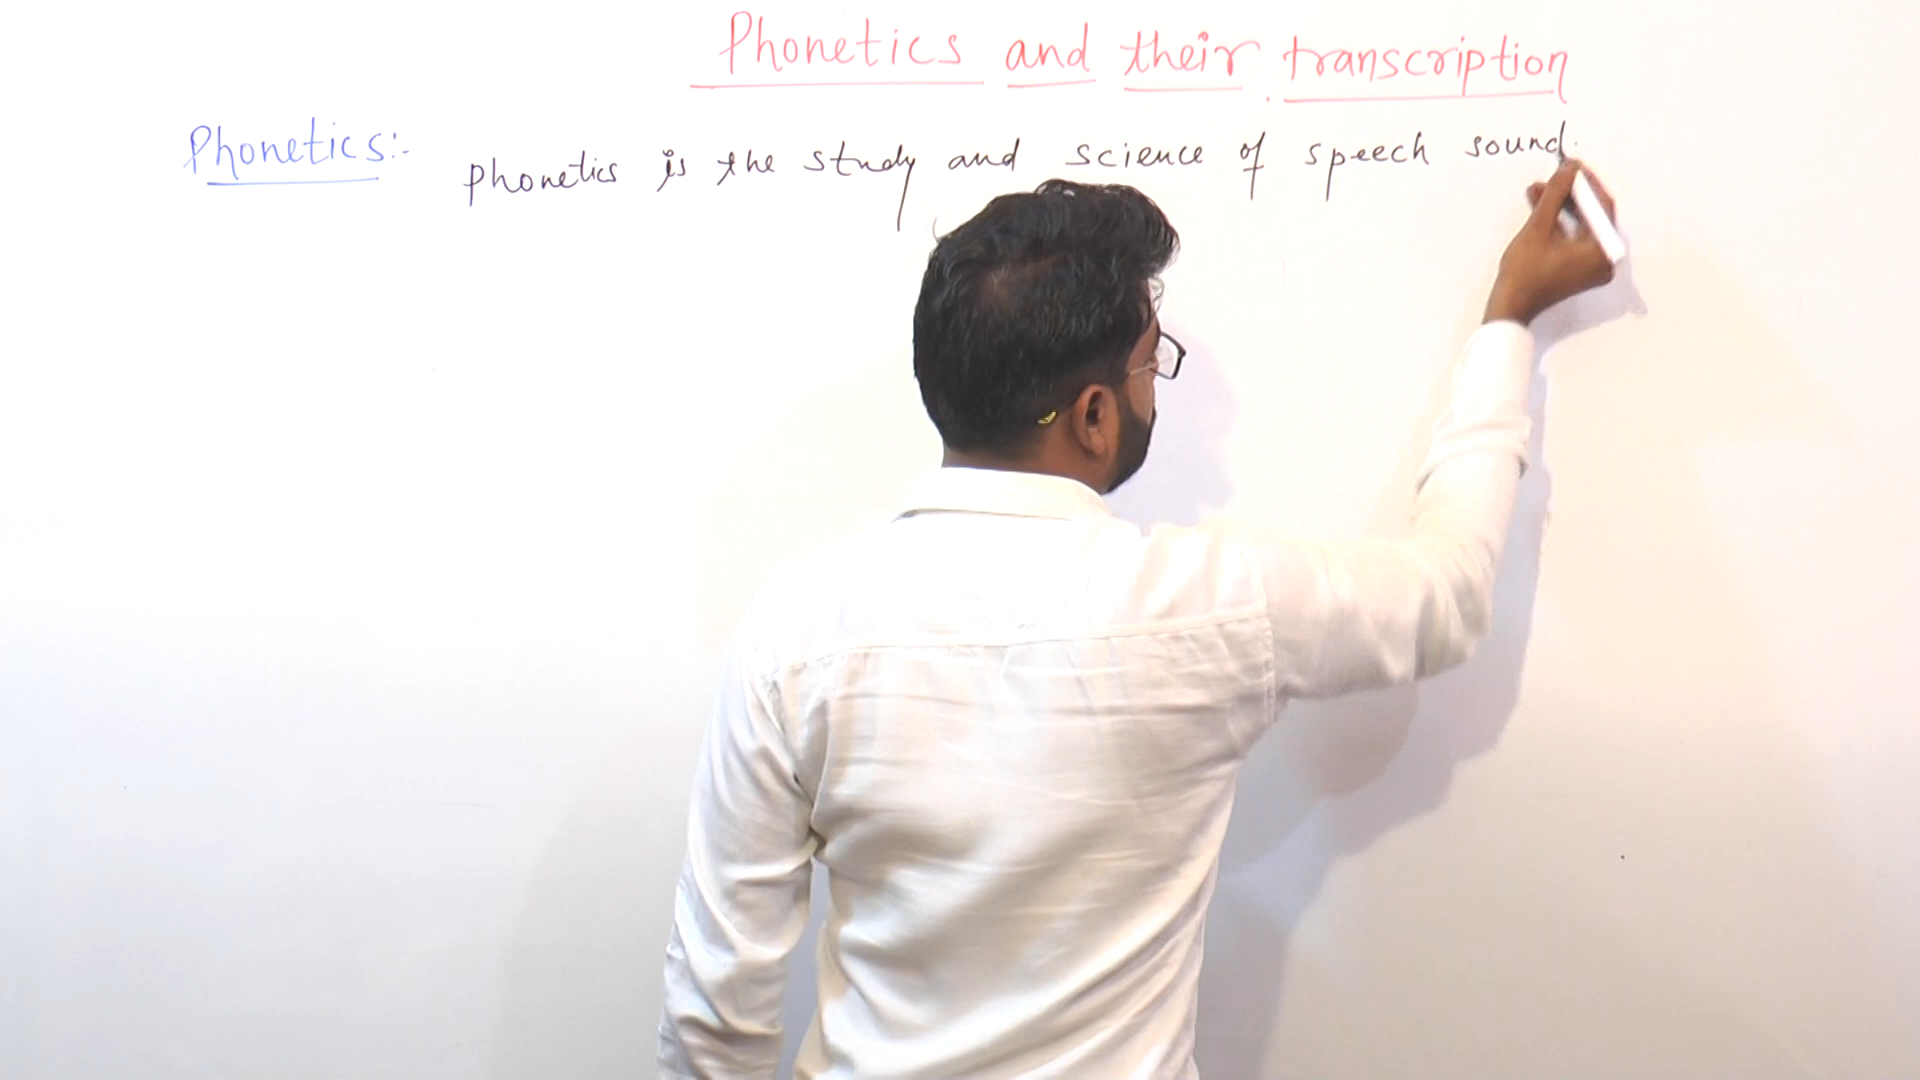 Phonetics and their transcription
Phonetics:- phonetics is the study and science of speech sound.